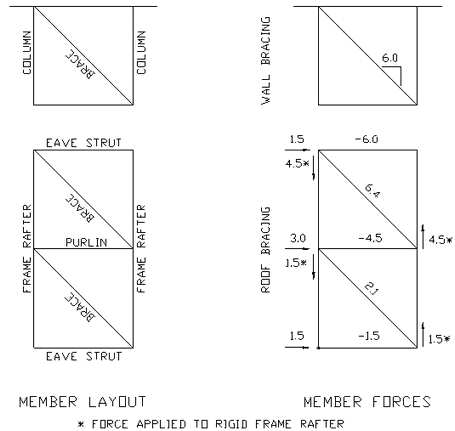 COLUMN
BRACE
COLUMN
WALL BRACING
6.0
EAVE STRUT
1.5
-6.0
4.5*
FRAME RAFTER
BRACE
FRAME RAFTER
ROOF BRACING
6.4
PURLIN
3.0
-4.5
4.5*
1.5*
FRAME RAFTER
BRACE
FRAME RAFTER
2.1
1.5
-1.5
1.5*
EAVE STRUT
MEMBER LAYOUT
MEMBER FORCES
* FORCE APPLIED TO RIGID FRAME RAFTER